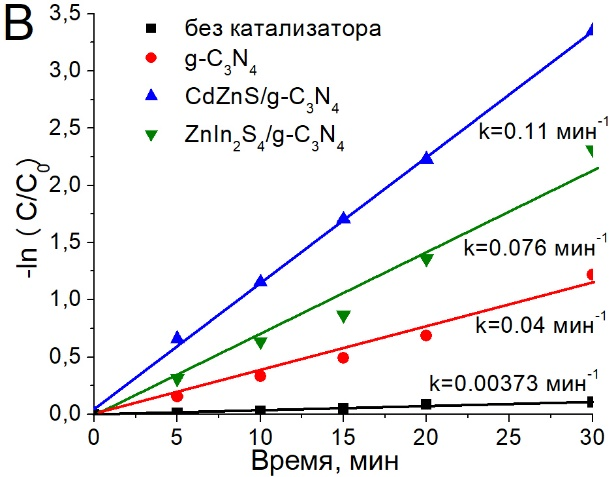 В
без катализатора
g-C₃N₄
CdZnS/g-C₃N₄
ZnIn₂S₄/g-C₃N₄
-ln ( C/C₀)
3,5
3,0
2,5
2,0
1,5
1,0
0,5
0,0
k=0.11 мин⁻¹
k=0.076 мин⁻¹
k=0.04 мин⁻¹
k=0.00373 мин⁻¹
0 5 10 15 20 25 30
Время, мин